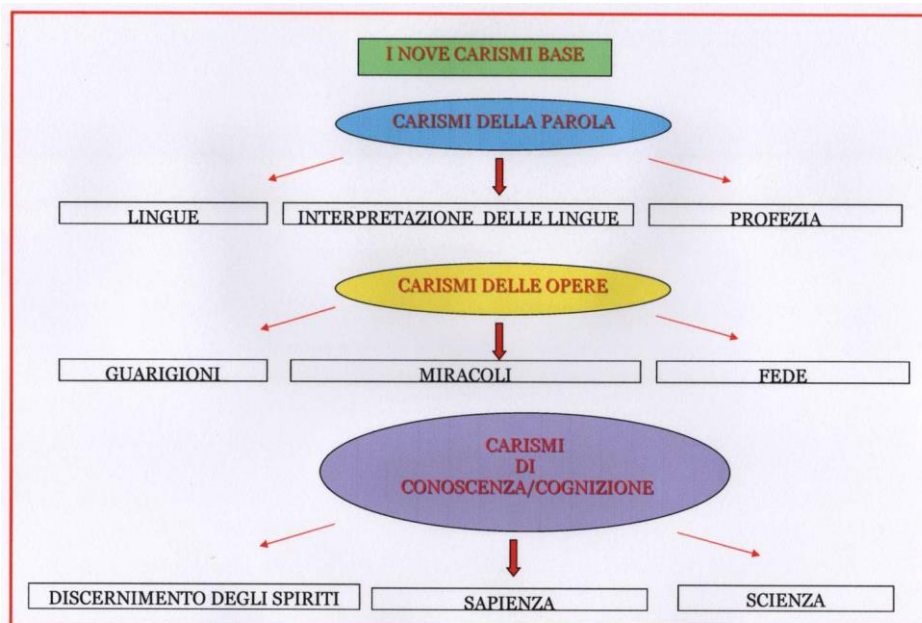 I NOVE CARISMI BASE
CARISMI DELLA PAROLA
LINGUE
INTERPRETAZIONE DELLE LINGUE
PROFEZIA
CARISMI DELLE OPERE
GUARIGIONI
MIRACOLI
FEDE
CARISMI
DI
CONOSCENZA/COGNIZIONE
DISCERNIMENTO DEGLI SPIRITI
SAPIENZA
SCIENZA